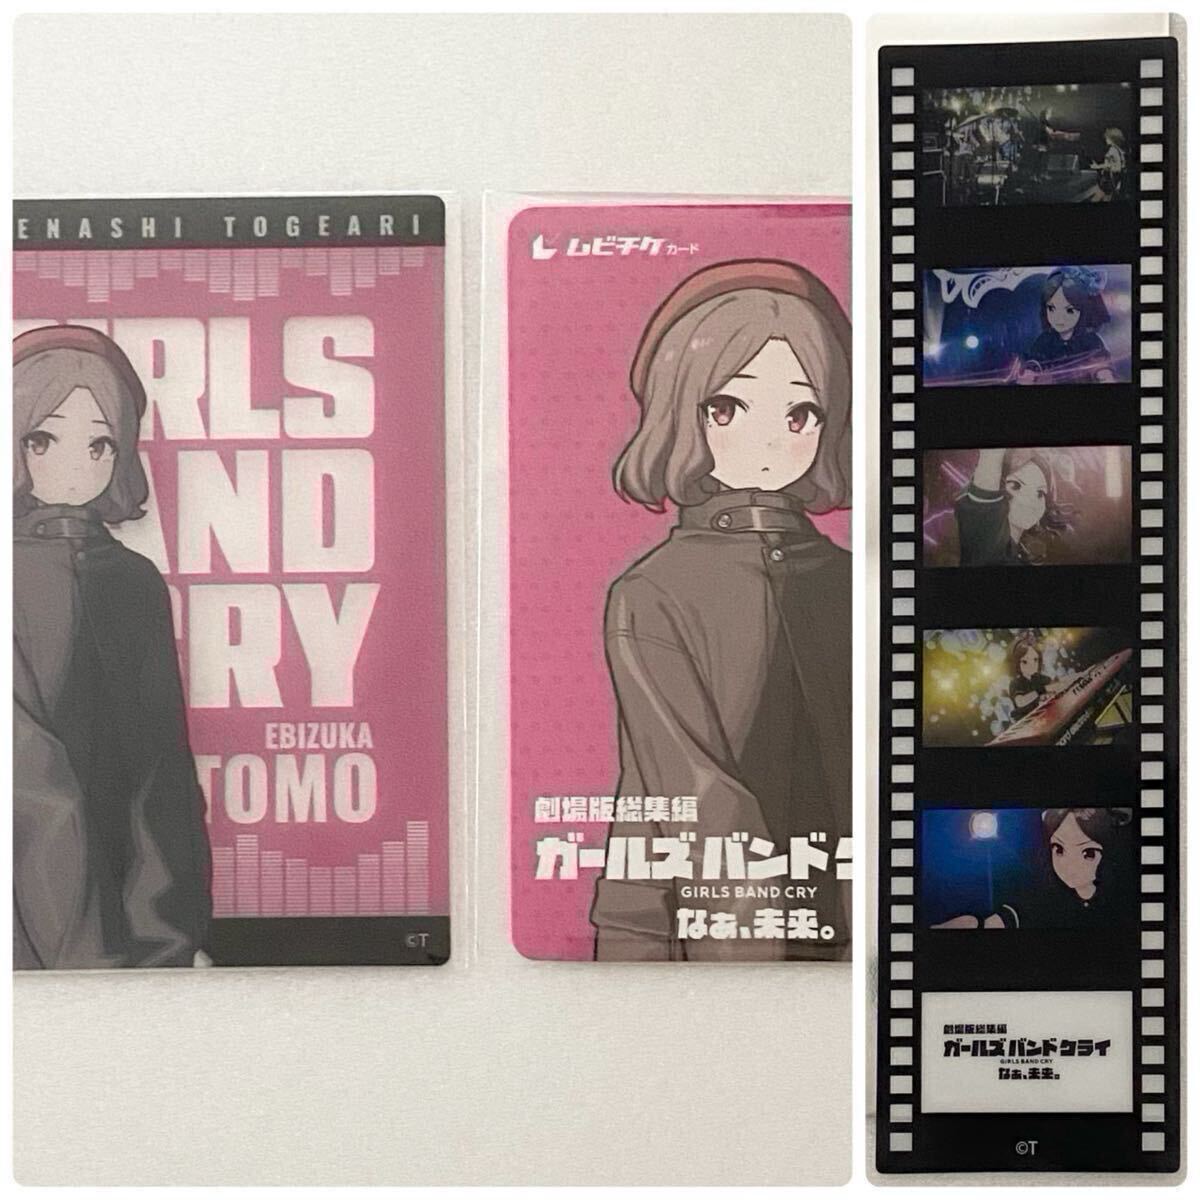 ENASHI TOGEARI
GIRLS
AND
CRY
EBIZUKA
TOMO
©T
ムビチケカード
劇場版総集編
ガールズバンドク
GIRLS BAND CRY
なぁ、未来。
劇場版総集編
ガールズバンドクライ
GIRLS BAND CRY
なぁ、未来。
©T